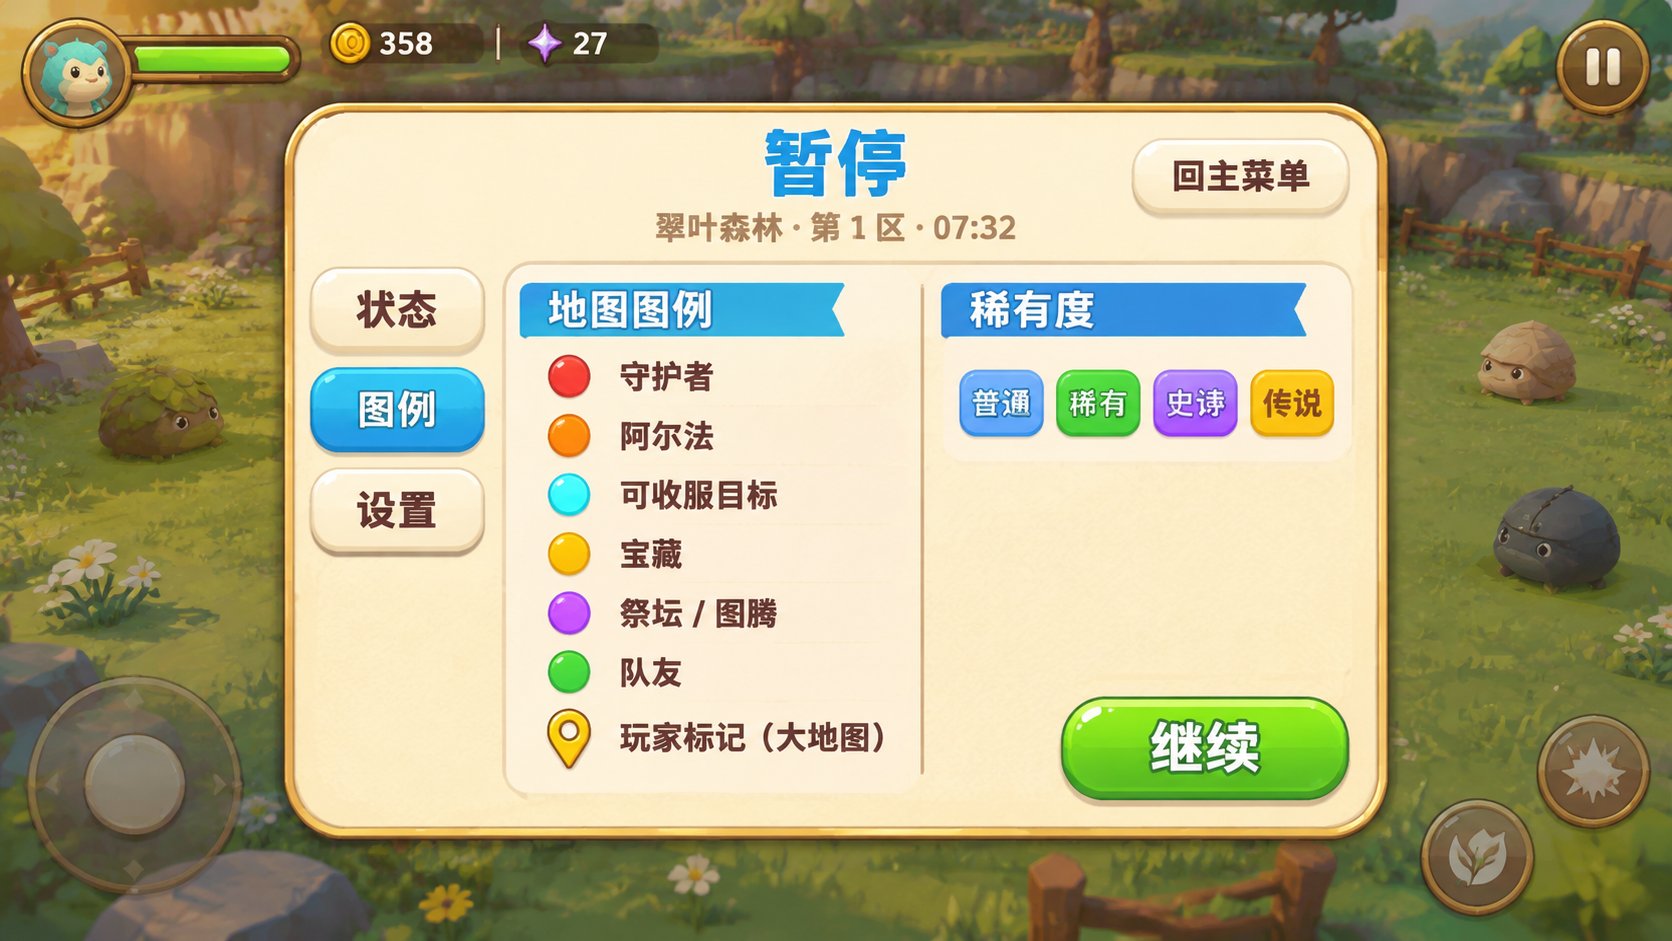 358 | 27
暂停
回主菜单
翠叶森林 · 第 1 区 · 07:32
状态
图例
设置
地图图例
守护者
阿尔法
可收服目标
宝藏
祭坛 / 图腾
队友
玩家标记（大地图）
稀有度
普通 稀有 史诗 传说
继续